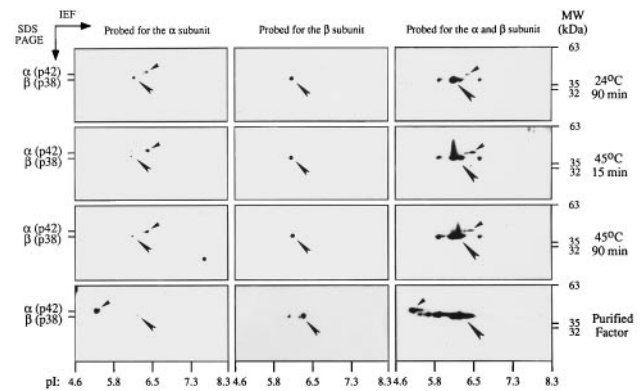 IEF
SDS
PAGE
Probed for the α subunit
Probed for the β subunit
Probed for the α and β subunit
MW
(kDa)
α (p42)
β (p38)
63
35
32
24°C
90 min
α (p42)
β (p38)
63
35
32
45°C
15 min
α (p42)
β (p38)
63
35
32
45°C
90 min
α (p42)
β (p38)
63
35
32
Purified
Factor
pI: 4.6 5.8 6.5 7.3 8.3 4.6 5.8 6.5 7.3 8.3 4.6 5.8 6.5 7.3 8.3